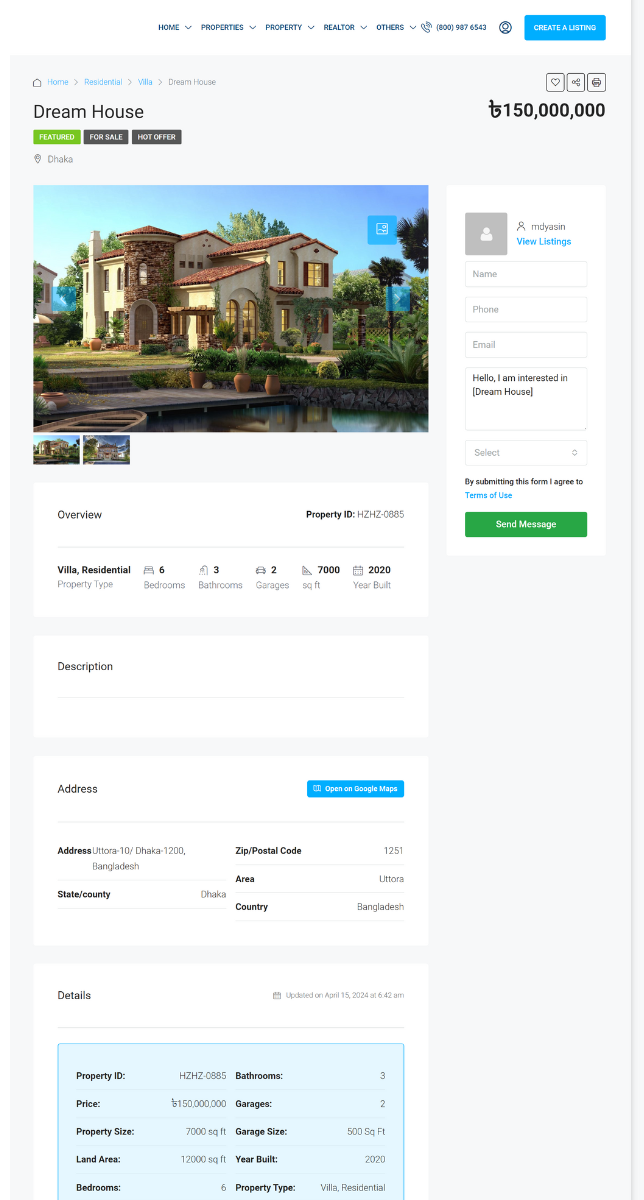 HOME PROPERTIES PROPERTY REALTOR OTHERS (800) 987 6543 CREATE A LISTING
Home Residential Villa Dream House
Dream House
৳150,000,000
FEATURED FOR SALE HOT OFFER
Dhaka
mdyasin
View Listings
Name
Phone
Email
Hello, I am interested in
[Dream House]
Select
By submitting this form I agree to
Terms of Use
Send Message
Overview
Property ID: HZHZ-0885
Villa, Residential 6 3 2 7000 2020
Property Type Bedrooms Bathrooms Garages sq ft Year Built
Description
Address
Open on Google Maps
Address Uttora-10/ Dhaka-1200,
Bangladesh
State/county Dhaka
Zip/Postal Code 1251
Area Uttora
Country Bangladesh
Details
Updated on April 15, 2024 at 6:42 am
Property ID: HZHZ-0885 Bathrooms: 3
Price: ৳150,000,000 Garages: 2
Property Size: 7000 sq ft Garage Size: 500 Sq Ft
Land Area: 12000 sq ft Year Built: 2020
Bedrooms: 6 Property Type: Villa, Residential